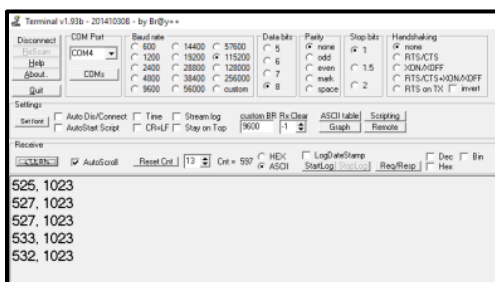 Terminal v1.93b - 20141030ß - by Br@y++
Disconnect
ReScan
Help
About..
Quit
COM Port
COM4
COMs
Baud rate
600 14400 57600
1200 19200 115200
2400 28800 128000
4800 38400 256000
9600 56000 custom
Data bits
5
6
7
8
Parity
none
odd
even
mark
space
Stop bits
1
1.5
2
Handshaking
none
RTS/CTS
XON/XOFF
RTS/CTS+XON/XOFF
RTS on TX invert
Settings
Set font
Auto Dis/Connect Time Stream log
AutoStart Script CR=LF Stay on Top
custom BR Rx Clear
9600 -1
ASCII table Scripting
Graph Remote
Receive
CLEAR AutoScroll Reset Cnt 13 Cnt = 597
HEX
ASCII
LogDateStamp
StartLog StopLog Req/Resp
Dec Bin
Hex
525, 1023
527, 1023
527, 1023
533, 1023
532, 1023